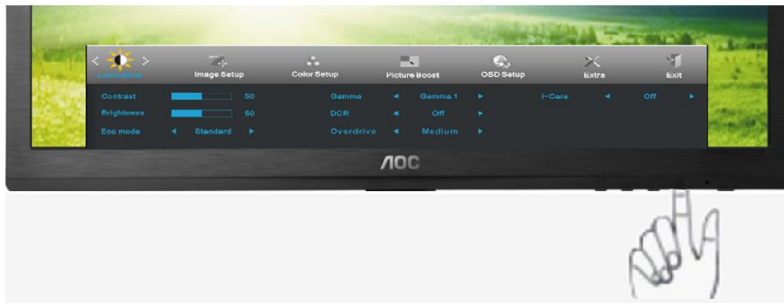 Luminance Image Setup Color Setup Picture Boost OSD Setup Extra Exit
Contrast 50 Gamma Gamma 1 I-Care Off
Brightness 50 DCR Off
Eco mode Standard Overdrive Medium
AOC